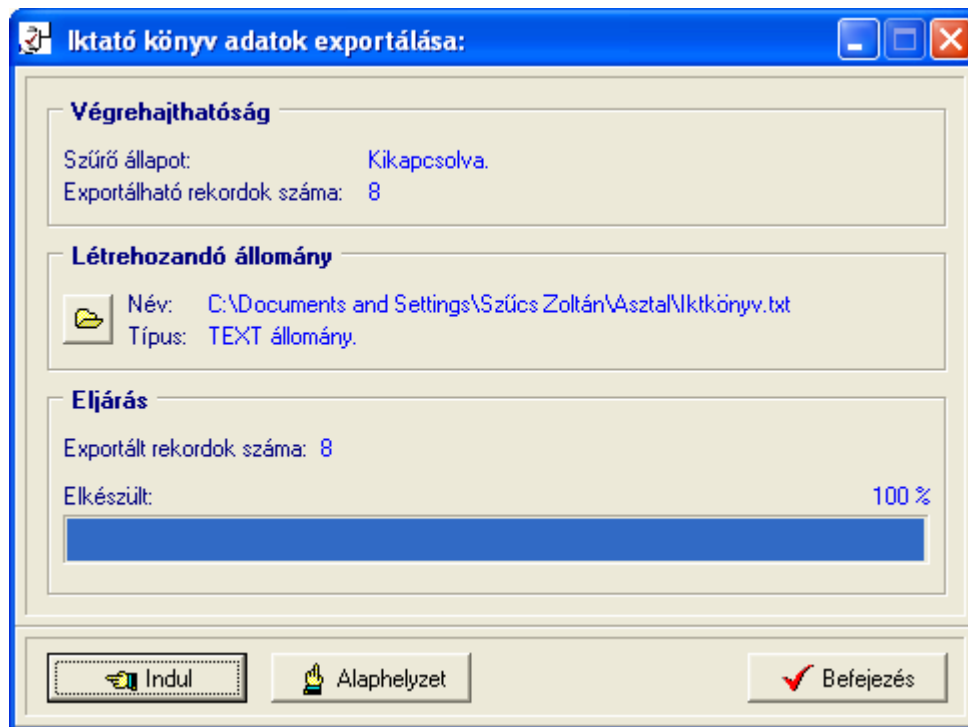 Iktató könyv adatok exportálása:
Végrehajthatóság
Szűrő állapot: Kikapcsolva.
Exportálható rekordok száma: 8
Létrehozandó állomány
Név: C:\Documents and Settings\Szűcs Zoltán\Asztal\Iktkönyv.txt
Típus: TEXT állomány.
Eljárás
Exportált rekordok száma: 8
Elkészült: 100 %
Indul Alaphelyzet Befejezés